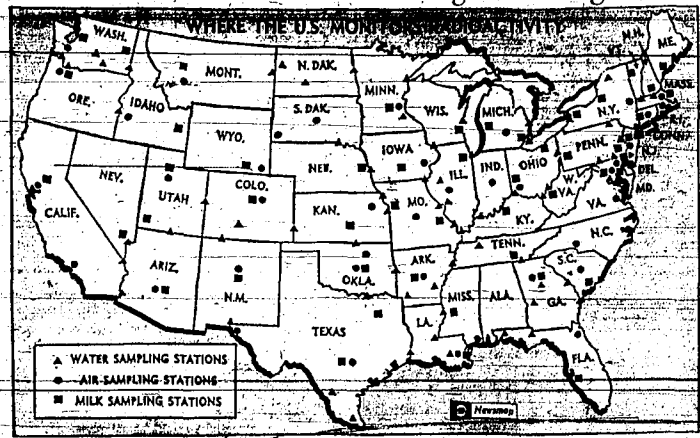 WHERE THE U.S. MONITORS RADIOACTIVITY
WASH.
MONT.
N. DAK.
MINN.
ORE.
IDAHO
S. DAK.
WIS.
MICH.
N.Y.
N.H.
ME.
MASS.
CONN.
WYO.
IOWA
PENN.
N.J.
NEV.
UTAH
COLO.
NEB.
ILL.
IND.
OHIO
W. VA.
DEL.
MD.
CALIF.
KAN.
MO.
KY.
VA.
N.C.
ARIZ.
N.M.
OKLA.
ARK.
TENN.
S.C.
TEXAS
LA.
MISS.
ALA.
GA.
FLA.
▲ WATER SAMPLING STATIONS
● AIR SAMPLING STATIONS
■ MILK SAMPLING STATIONS
Newsmap